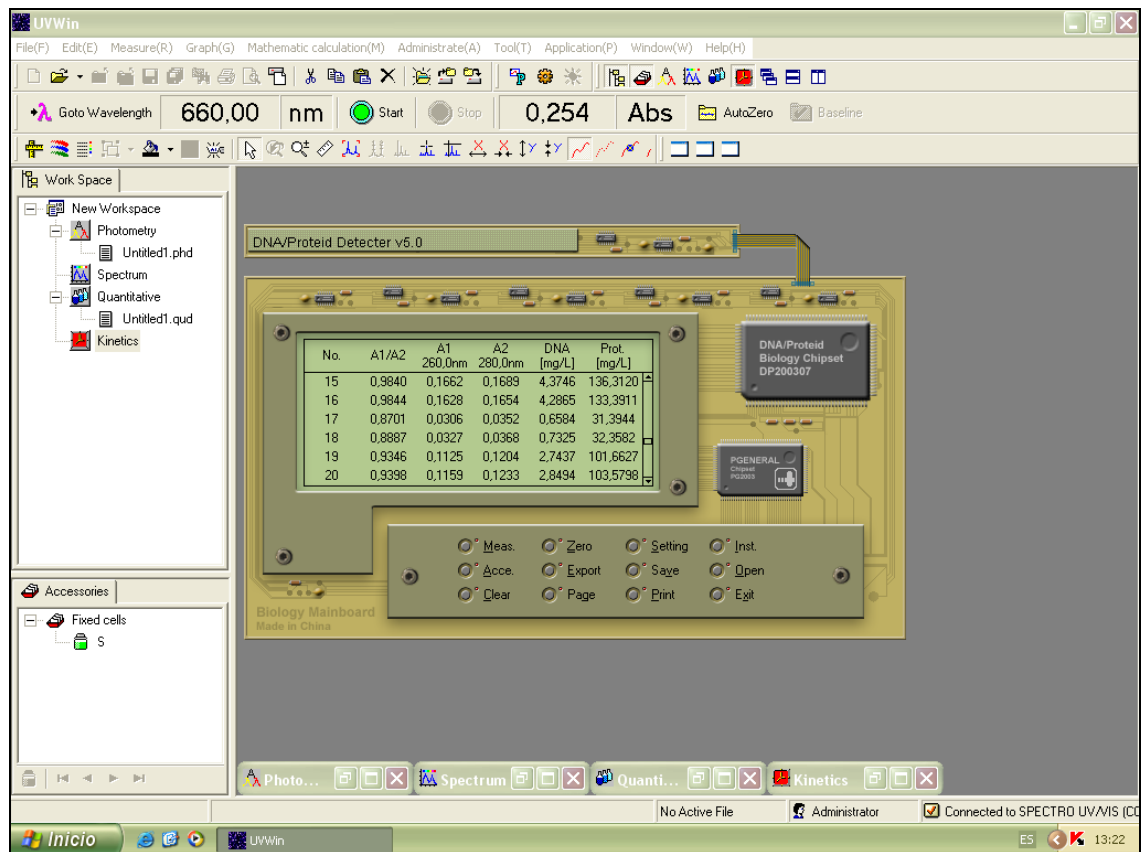 UVWin
File(F) Edit(E) Measure(R) Graph(G) Mathematic calculation(M) Administrate(A) Tool(T) Application(P) Window(W) Help(H)
Goto Wavelength 660,00 nm Start Stop 0,254 Abs AutoZero Baseline
Work Space
New Workspace
Photometry
Untitled1.phd
Spectrum
Quantitative
Untitled1.qud
Kinetics
DNA/Proteid Detecter v5.0
No. A1/A2 A1 260,0nm A2 280,0nm DNA [mg/L] Prot. [mg/L]
15 0,9840 0,1662 0,1689 4,3746 136,3120
16 0,9844 0,1628 0,1654 4,2865 133,3911
17 0,8701 0,0306 0,0352 0,6584 31,3944
18 0,8887 0,0327 0,0368 0,7325 32,3582
19 0,9346 0,1125 0,1204 2,7437 101,6627
20 0,9398 0,1159 0,1233 2,8494 103,5798
DNA/Proteid
Biology Chipset
DP200307
PGENERAL
Chipset
PG2003
Meas. Zero Setting Inst.
Acce. Export Save Open
Clear Page Print Exit
Biology Mainboard
Made in China
Accessories
Fixed cells
S
Photo... Spectrum Quanti... Kinetics
No Active File Administrator Connected to SPECTRO UV/VIS (CO
Inicio UVWin ES 13:22